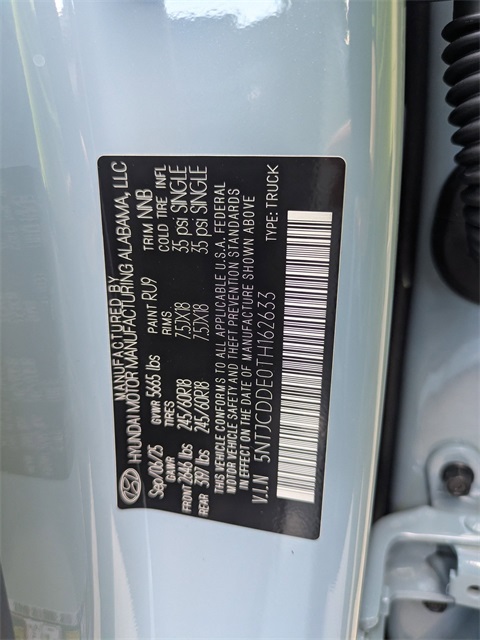 MANUFACTURED BY
HYUNDAI MOTOR MANUFACTURING ALABAMA, LLC
Sep/06/25 GVWR 5665 lbs PAINT RU9 TRIM NNB
GAWR TIRES RIMS COLD TIRE INFL
FRONT 2646 lbs 245/60R18 7.5JX18 35 psi SINGLE
REAR 3197 lbs 245/60R18 7.5JX18 35 psi SINGLE
THIS VEHICLE CONFORMS TO ALL APPLICABLE U.S.A. FEDERAL
MOTOR VEHICLE SAFETY AND THEFT PREVENTION STANDARDS
IN EFFECT ON THE DATE OF MANUFACTURE SHOWN ABOVE
V.I.N 5NTJCDDE0TH162633 TYPE: TRUCK